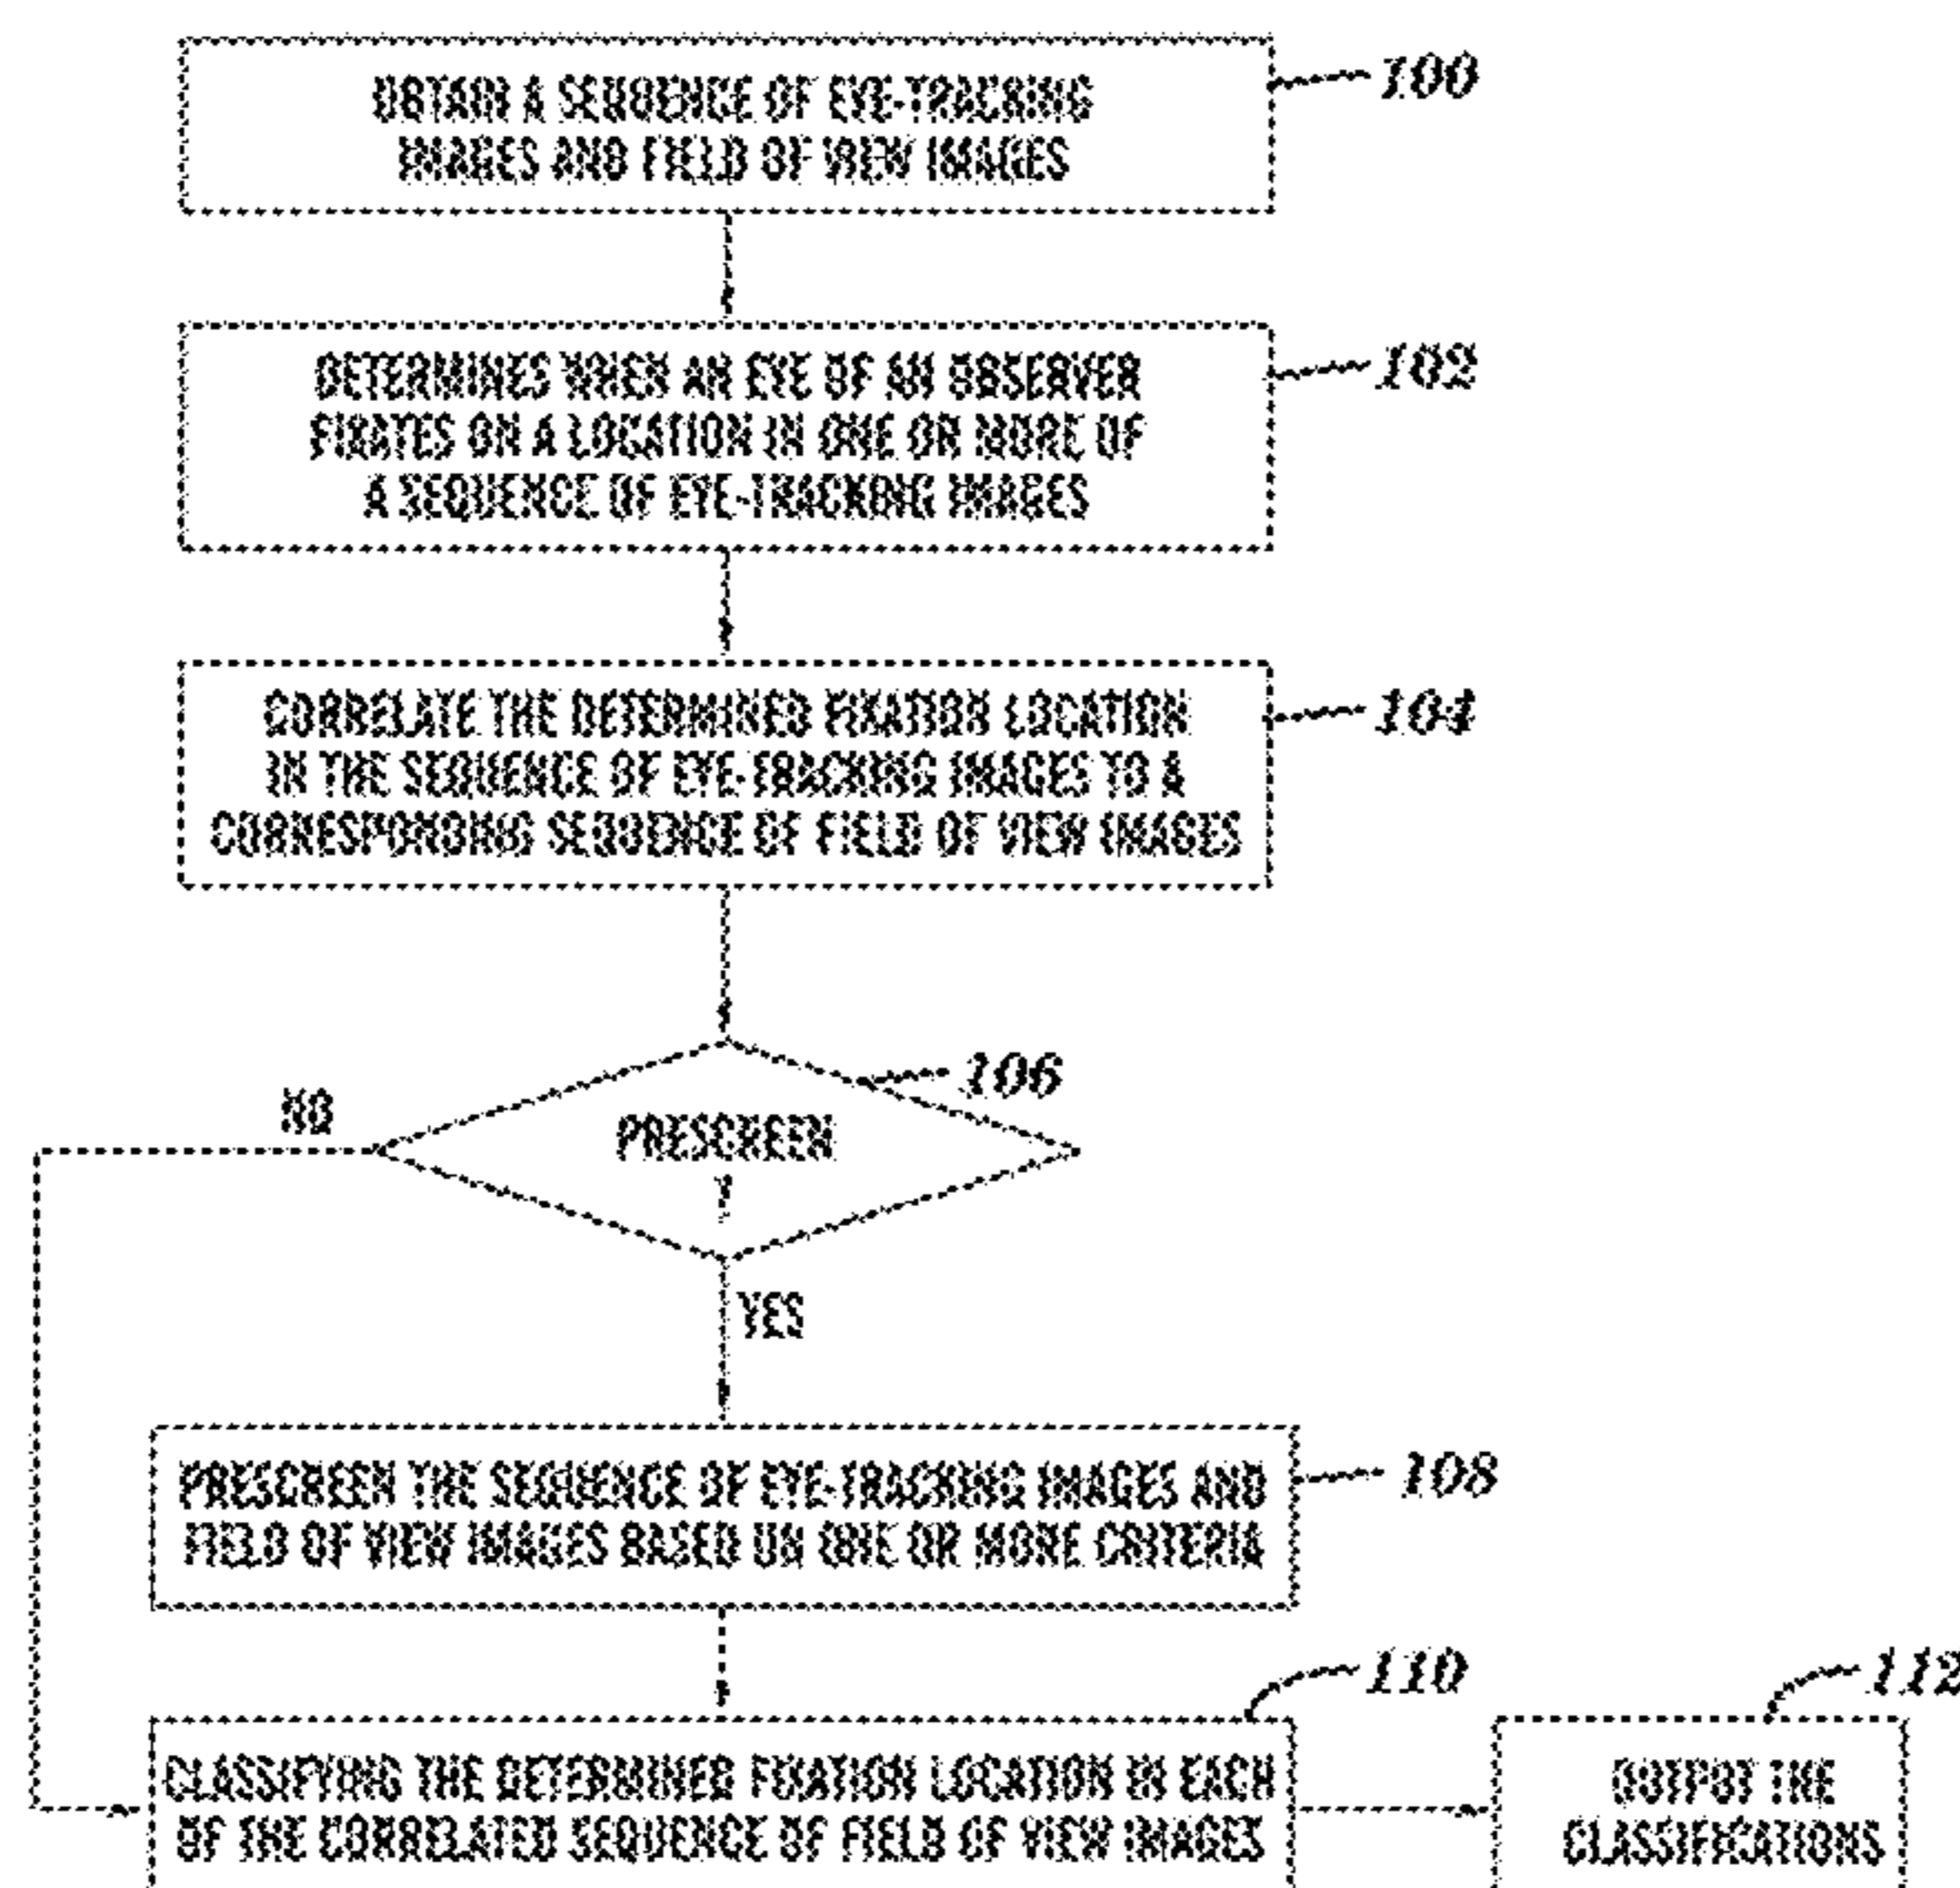 OBTAIN A SEQUENCE OF EYE-TRACKING
IMAGES AND FIELD OF VIEW IMAGES
100
DETERMINES WHEN AN EYE OF AN OBSERVER
FIXATES ON A LOCATION IN ONE OR MORE OF
A SEQUENCE OF EYE-TRACKING IMAGES
102
CORRELATE THE DETERMINED FIXATION LOCATION
IN THE SEQUENCE OF EYE-TRACKING IMAGES TO A
CORRESPONDING SEQUENCE OF FIELD OF VIEW IMAGES
104
NO
PRESCREEN
106
YES
PRESCREEN THE SEQUENCE OF EYE-TRACKING IMAGES AND
FIELD OF VIEW IMAGES BASED ON ONE OR MORE CRITERIA
108
CLASSIFYING THE DETERMINED FIXATION LOCATION IN EACH
OF THE CORRELATED SEQUENCE OF FIELD OF VIEW IMAGES
110
OUTPUT THE
CLASSIFICATIONS
112